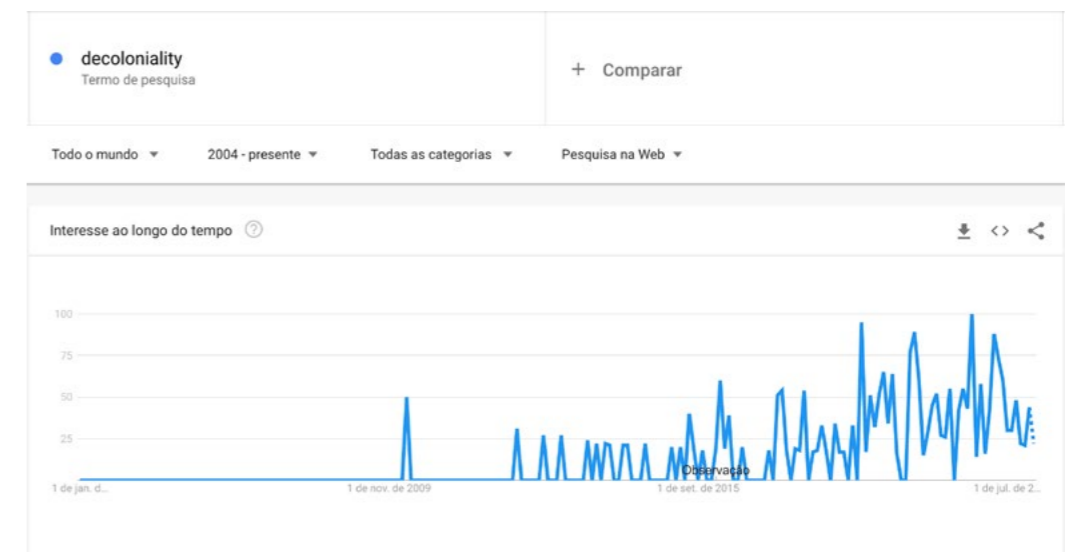 decoloniality
Termo de pesquisa
+ Comparar
Todo o mundo
2004 - presente
Todas as categorias
Pesquisa na Web
Interesse ao longo do tempo
100
75
50
25
Observação
1 de jan. d...
1 de nov. de 2009
1 de set. de 2015
1 de jul. de 2...